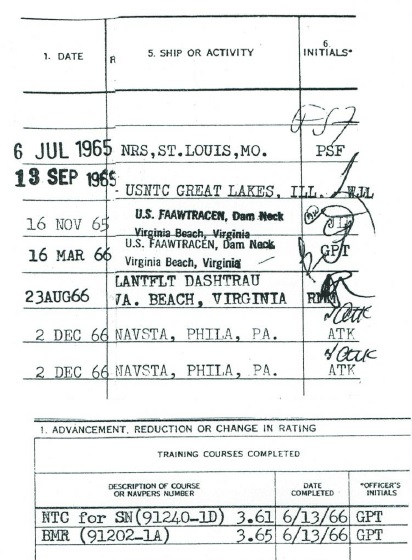 1. DATE R 5. SHIP OR ACTIVITY 6. INITIALS*
6 JUL 1965 NRS,ST.LOUIS,MO. PSF
13 SEP 1965 USNTC GREAT LAKES, ILL. WJL
16 NOV 65 U.S. FAAWTRACEN, Dam Neck
Virginia Beach, Virginia
16 MAR 66 U.S. FAAWTRACEN, Dam Neck GPT
Virginia Beach, Virginia
LANTFLT DASHTRAU
23AUG66 VA. BEACH, VIRGINIA
2 DEC 66 NAVSTA, PHILA, PA. ATK
2 DEC 66 NAVSTA, PHILA, PA. ATK
1. ADVANCEMENT, REDUCTION OR CHANGE IN RATING
TRAINING COURSES COMPLETED
DESCRIPTION OF COURSE OR NAVPERS NUMBER DATE COMPLETED *OFFICER'S INITIALS
NTC for SN(91240-1D) 3.61 6/13/66 GPT
BMR (91202-1A) 3.65 6/13/66 GPT